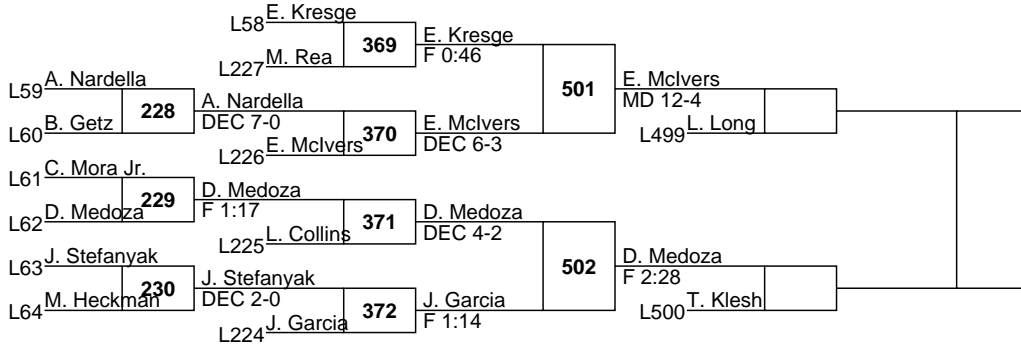 L58 E. Kresge
369
E. Kresge
F 0:46
L227 M. Rea
501
E. McIvers
MD 12-4
L59 A. Nardella
228
A. Nardella
DEC 7-0
L60 B. Getz
370
E. McIvers
DEC 6-3
L226 E. McIvers
L499 L. Long
L61 C. Mora Jr.
229
D. Medoza
F 1:17
L62 D. Medoza
371
D. Medoza
DEC 4-2
L225 L. Collins
502
D. Medoza
F 2:28
L63 J. Stefanyak
230
J. Stefanyak
DEC 2-0
L64 M. Heckman
372
J. Garcia
F 1:14
L224 J. Garcia
L500 T. Klesh